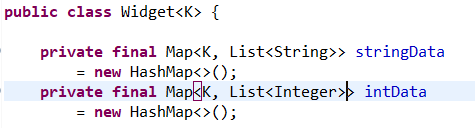 public class Widget<K> {
private final Map<K, List<String>> stringData
= new HashMap<>();
private final Map<K, List<Integer>> intData
= new HashMap<>();